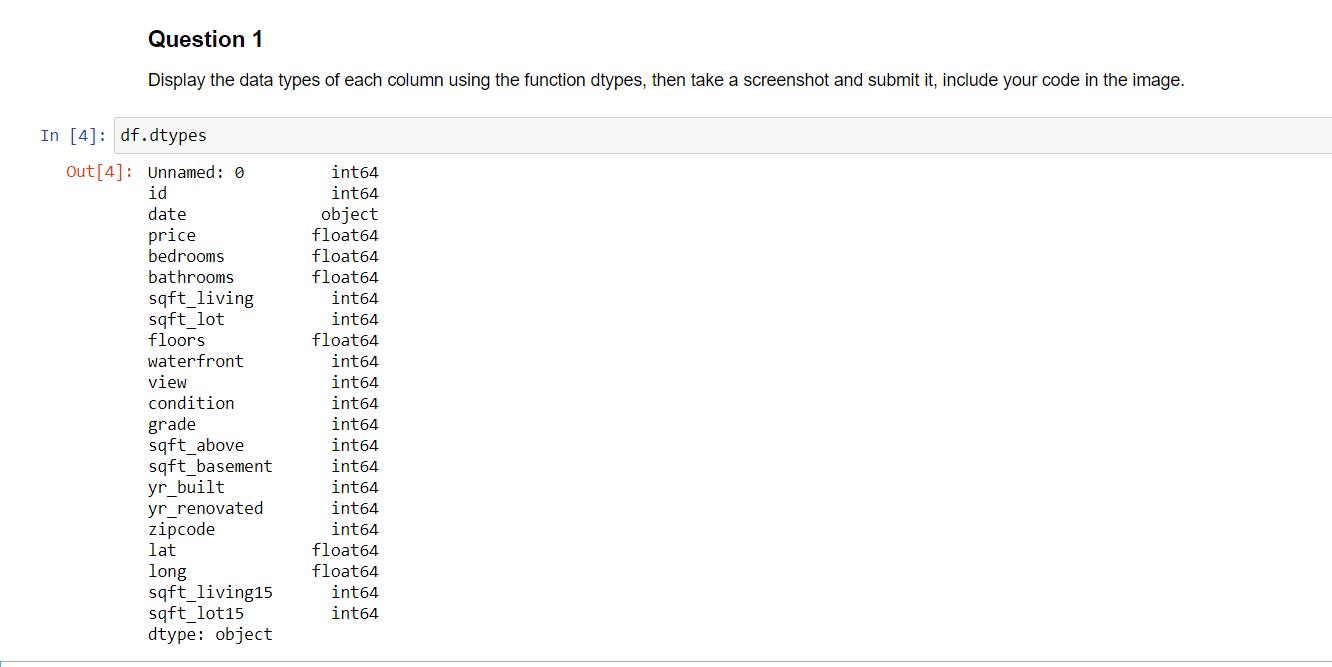 Question 1
Display the data types of each column using the function dtypes, then take a screenshot and submit it, include your code in the image.
In [4]: df.dtypes
Out[4]: Unnamed: 0 int64
id int64
date object
price float64
bedrooms float64
bathrooms float64
sqft_living int64
sqft_lot int64
floors float64
waterfront int64
view int64
condition int64
grade int64
sqft_above int64
sqft_basement int64
yr_built int64
yr_renovated int64
zipcode int64
lat float64
long float64
sqft_living15 int64
sqft_lot15 int64
dtype: object